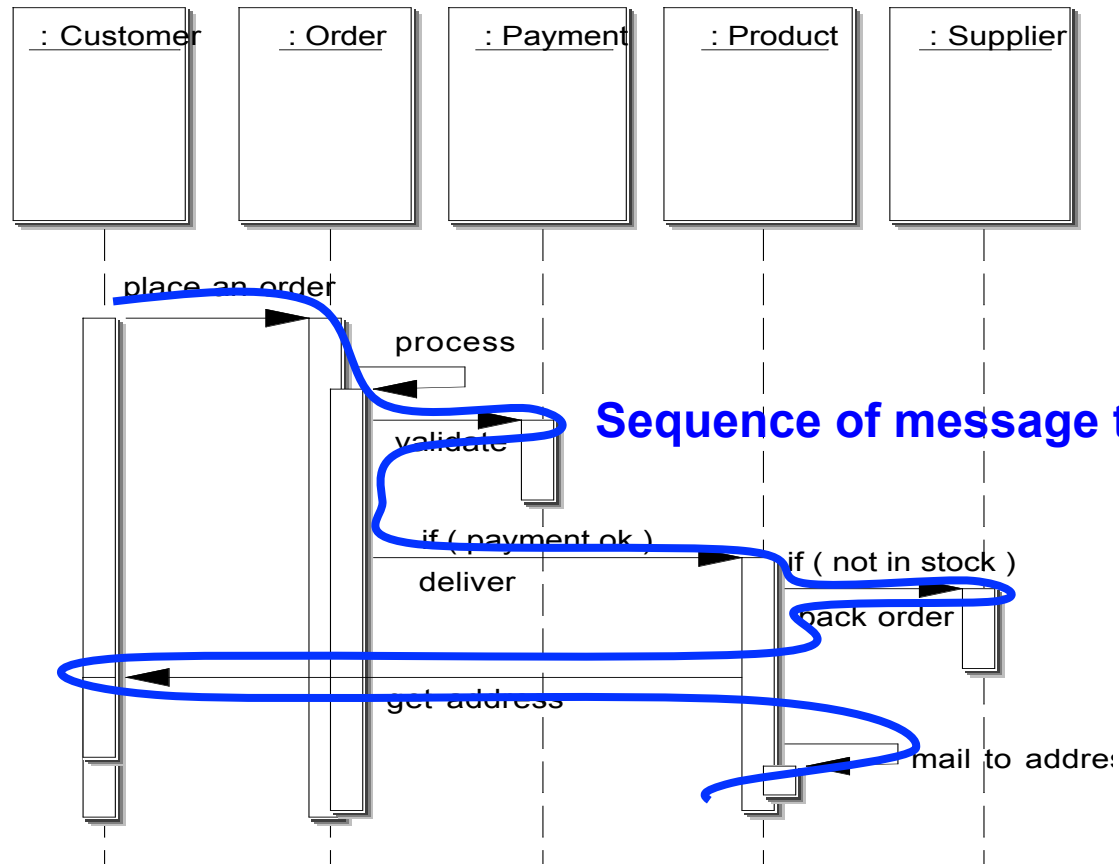 : Customer
: Order
: Payment
: Product
: Supplier
place an order
process
Sequence of message t
validate
if ( payment ok )
if ( not in stock )
deliver
back order
get address
mail to addres